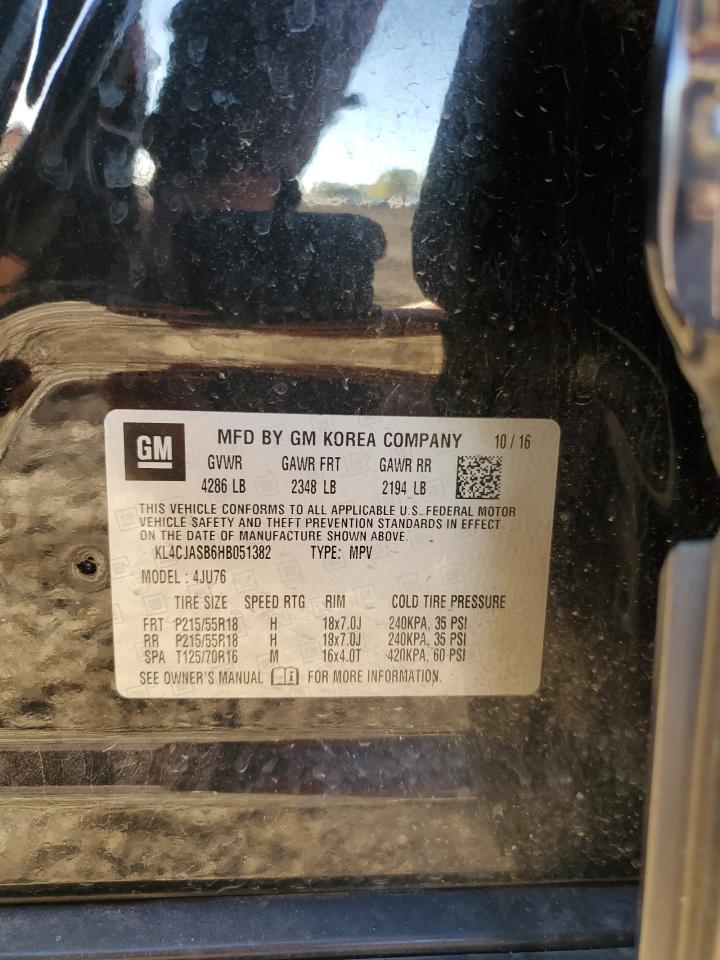 GM MFD BY GM KOREA COMPANY 10 / 16
GVWR GAWR FRT GAWR RR
4286 LB 2348 LB 2194 LB
THIS VEHICLE CONFORMS TO ALL APPLICABLE U.S. FEDERAL MOTOR
VEHICLE SAFETY AND THEFT PREVENTION STANDARDS IN EFFECT
ON THE DATE OF MANUFACTURE SHOWN ABOVE.
KL4CJASB6HB051382 TYPE: MPV
MODEL : 4JU76
TIRE SIZE SPEED RTG RIM COLD TIRE PRESSURE
FRT P215/55R18 H 18x7.0J 240KPA, 35 PSI
RR P215/55R18 H 18x7.0J 240KPA, 35 PSI
SPA T125/70R16 M 16x4.0T 420KPA, 60 PSI
SEE OWNER'S MANUAL FOR MORE INFORMATION.